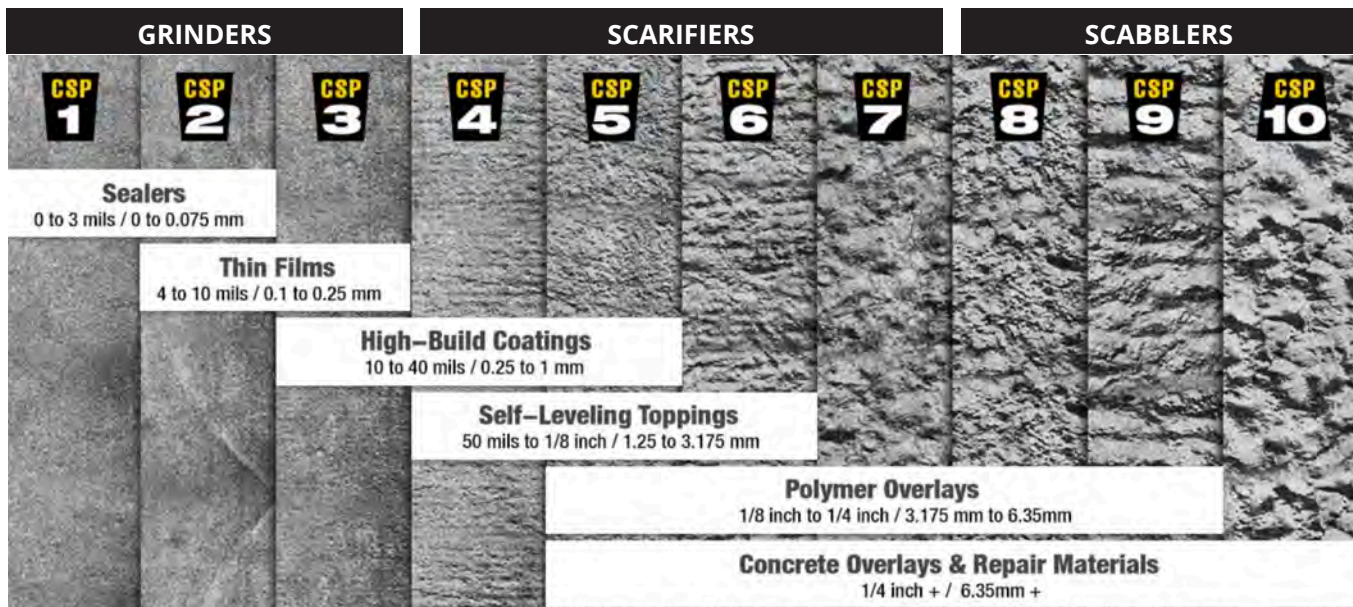 GRINDERS
SCARIFIERS
SCABBLERS
CSP
1
CSP
2
CSP
3
CSP
4
CSP
5
CSP
6
CSP
7
CSP
8
CSP
9
CSP
10
Sealers
0 to 3 mils / 0 to 0.075 mm
Thin Films
4 to 10 mils / 0.1 to 0.25 mm
High–Build Coatings
10 to 40 mils / 0.25 to 1 mm
Self–Leveling Toppings
50 mils to 1/8 inch / 1.25 to 3.175 mm
Polymer Overlays
1/8 inch to 1/4 inch / 3.175 mm to 6.35mm
Concrete Overlays & Repair Materials
1/4 inch + / 6.35mm +